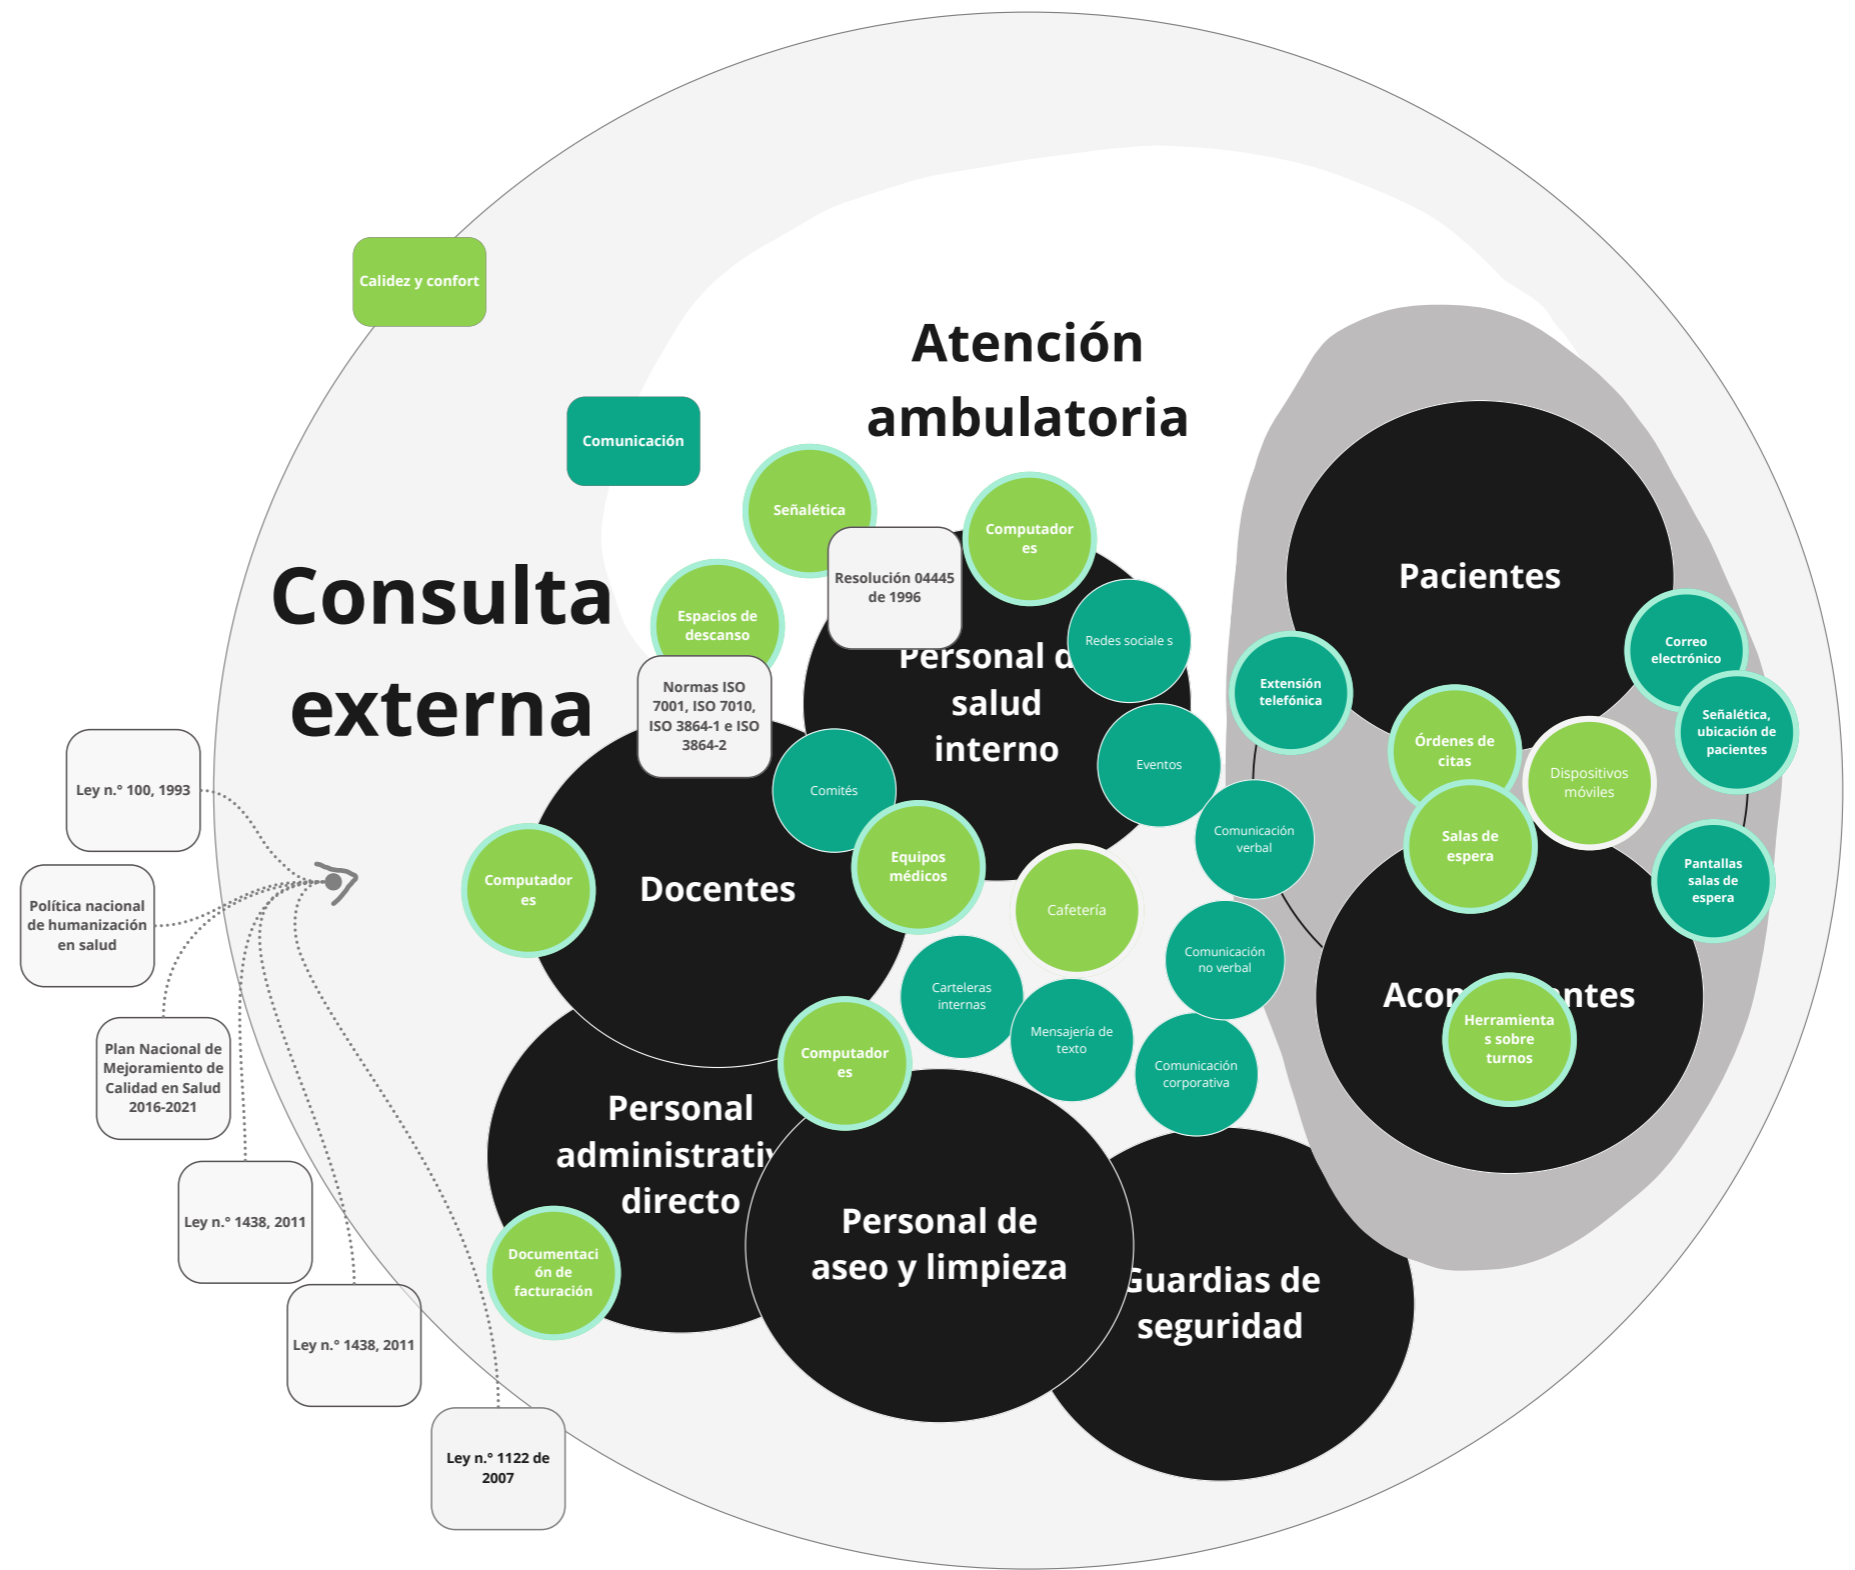 Calidez y confort
Comunicación
Atención
ambulatoria
Consulta
externa
Señalética
Computador
es
Resolución 04445
de 1996
Espacios de
descanso
Redes sociale s
Personal d
salud
interno
Normas ISO
7001, ISO 7010,
ISO 3864-1 e ISO
3864-2
Comités
Eventos
Equipos
médicos
Docentes
Computador
es
Cafetería
Carteleras
internas
Mensajería de
texto
Comunicación
verbal
Comunicación
no verbal
Comunicación
corporativa
Computador
es
Personal
administrativ
directo
Documentaci
ón de
facturación
Personal de
aseo y limpieza
Guardias de
seguridad
Pacientes
Extensión
telefónica
Correo
electrónico
Señalética,
ubicación de
pacientes
Órdenes de
citas
Dispositivos
móviles
Salas de
espera
Pantallas
salas de
espera
Herramienta
s sobre
turnos
Ley n.° 100, 1993
Política nacional
de humanización
en salud
Plan Nacional de
Mejoramiento de
Calidad en Salud
2016-2021
Ley n.° 1438, 2011
Ley n.° 1438, 2011
Ley n.° 1122 de
2007